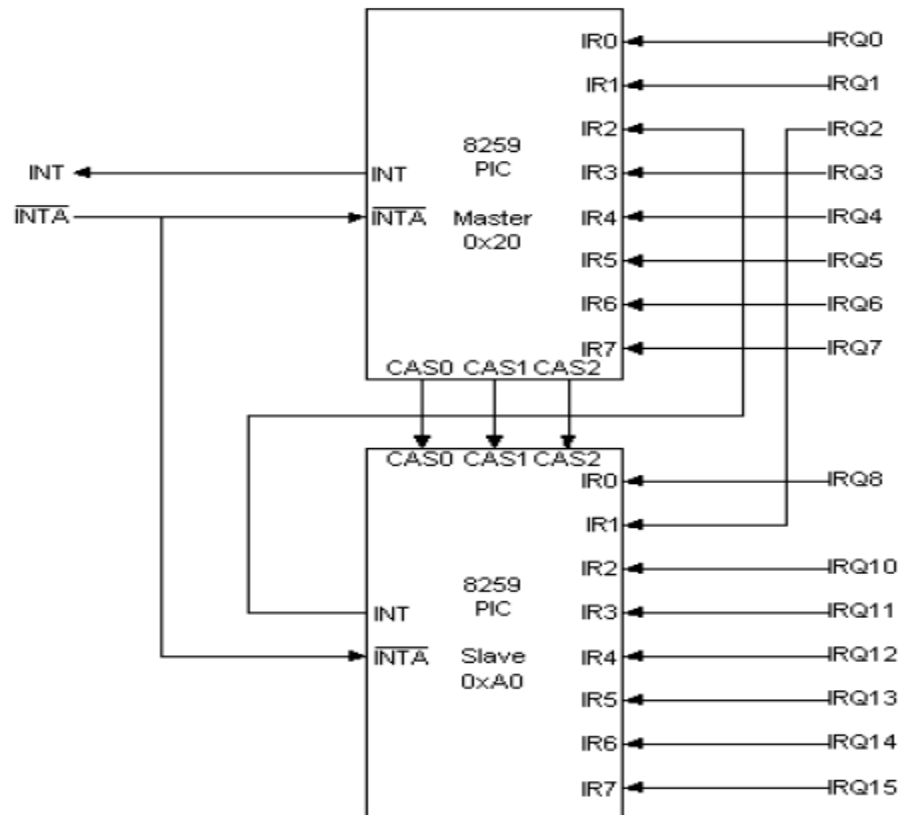 IR0 IRQ0
IR1 IRQ1
IR2 IRQ2
8259
PIC
INT INT IR3 IRQ3
INTA INTA Master IR4 IRQ4
0x20
IR5 IRQ5
IR6 IRQ6
IR7 IRQ7
CAS0 CAS1 CAS2
CAS0 CAS1 CAS2
IR0 IRQ8
IR1
IR2 IRQ10
8259
PIC
INT IR3 IRQ11
INTA Slave IR4 IRQ12
0xA0
IR5 IRQ13
IR6 IRQ14
IR7 IRQ15